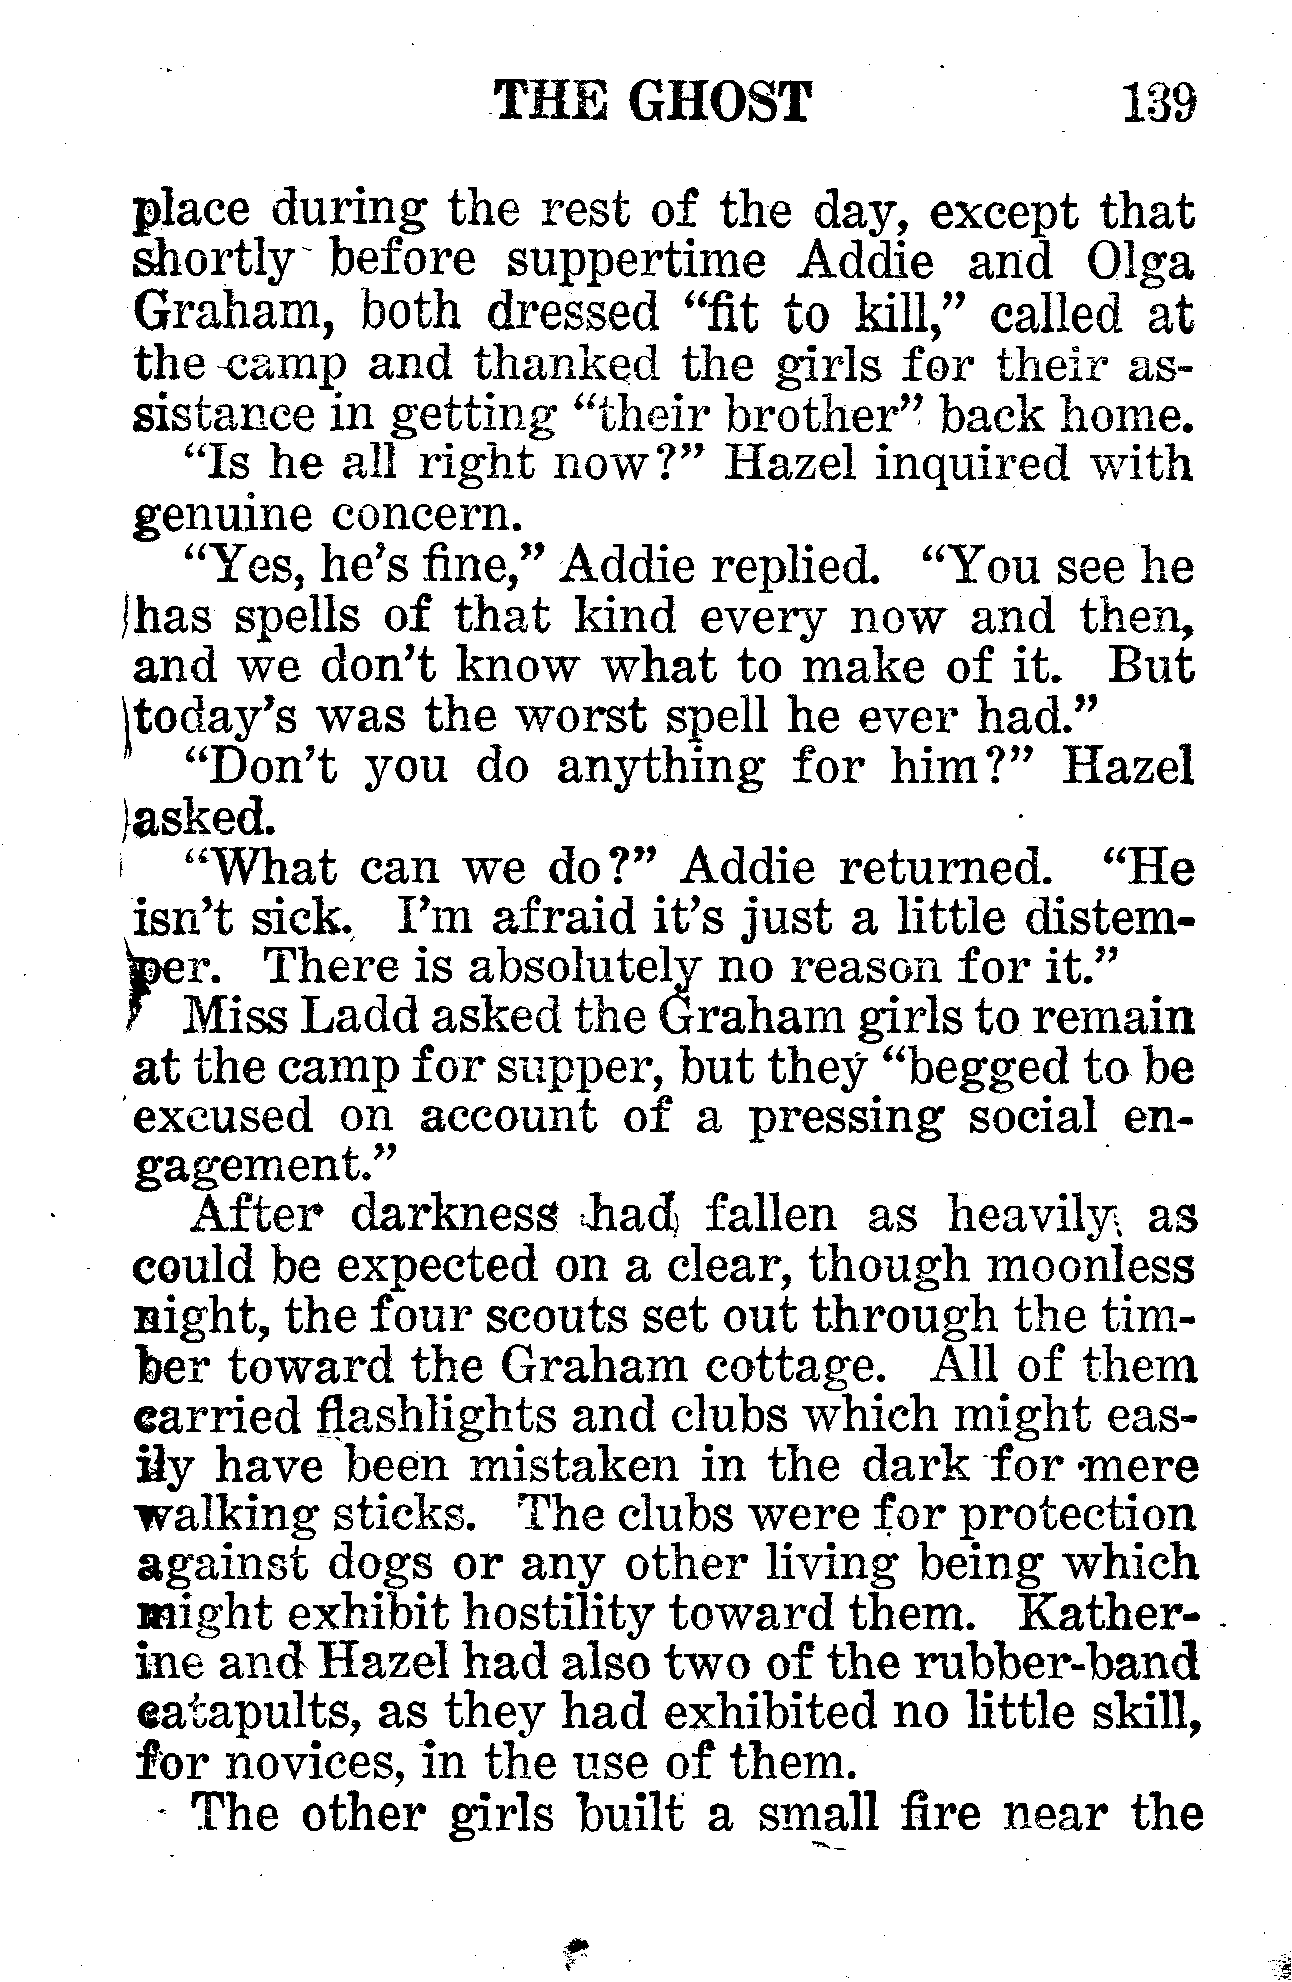 THE GHOST 139
place during the rest of the day, except that
shortly before suppertime Addie and Olga
Graham, both dressed “fit to kill,” called at
the camp and thanked the girls for their as-
sistance in getting “their brother” back home.
“Is he all right now?” Hazel inquired with
genuine concern.
“Yes, he’s fine,” Addie replied. “You see he
has spells of that kind every now and then,
and we don’t know what to make of it. But
today’s was the worst spell he ever had.”
“Don’t you do anything for him?” Hazel
asked.
“What can we do?” Addie returned. “He
isn’t sick. I’m afraid it’s just a little distem-
per. There is absolutely no reason for it.”
Miss Ladd asked the Graham girls to remain
at the camp for supper, but they “begged to be
excused on account of a pressing social en-
gagement.”
After darkness had fallen as heavily as
could be expected on a clear, though moonless
night, the four scouts set out through the tim-
ber toward the Graham cottage. All of them
carried flashlights and clubs which might eas-
ily have been mistaken in the dark for mere
walking sticks. The clubs were for protection
against dogs or any other living being which
might exhibit hostility toward them. Kather-
ine and Hazel had also two of the rubber-band
catapults, as they had exhibited no little skill,
for novices, in the use of them.
The other girls built a small fire near the